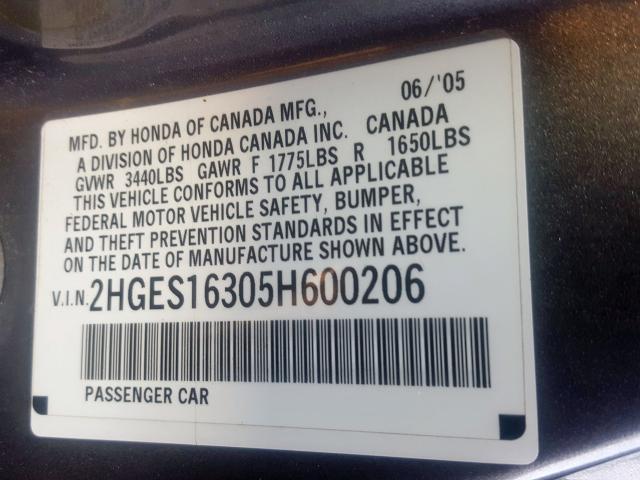 06/'05
MFD. BY HONDA OF CANADA MFG.,
A DIVISION OF HONDA CANADA INC. CANADA
GVWR 3440LBS GAWR F 1775LBS R 1650LBS
THIS VEHICLE CONFORMS TO ALL APPLICABLE
FEDERAL MOTOR VEHICLE SAFETY, BUMPER,
AND THEFT PREVENTION STANDARDS IN EFFECT
ON THE DATE OF MANUFACTURE SHOWN ABOVE.
V.I.N. 2HGES16305H600206
PASSENGER CAR